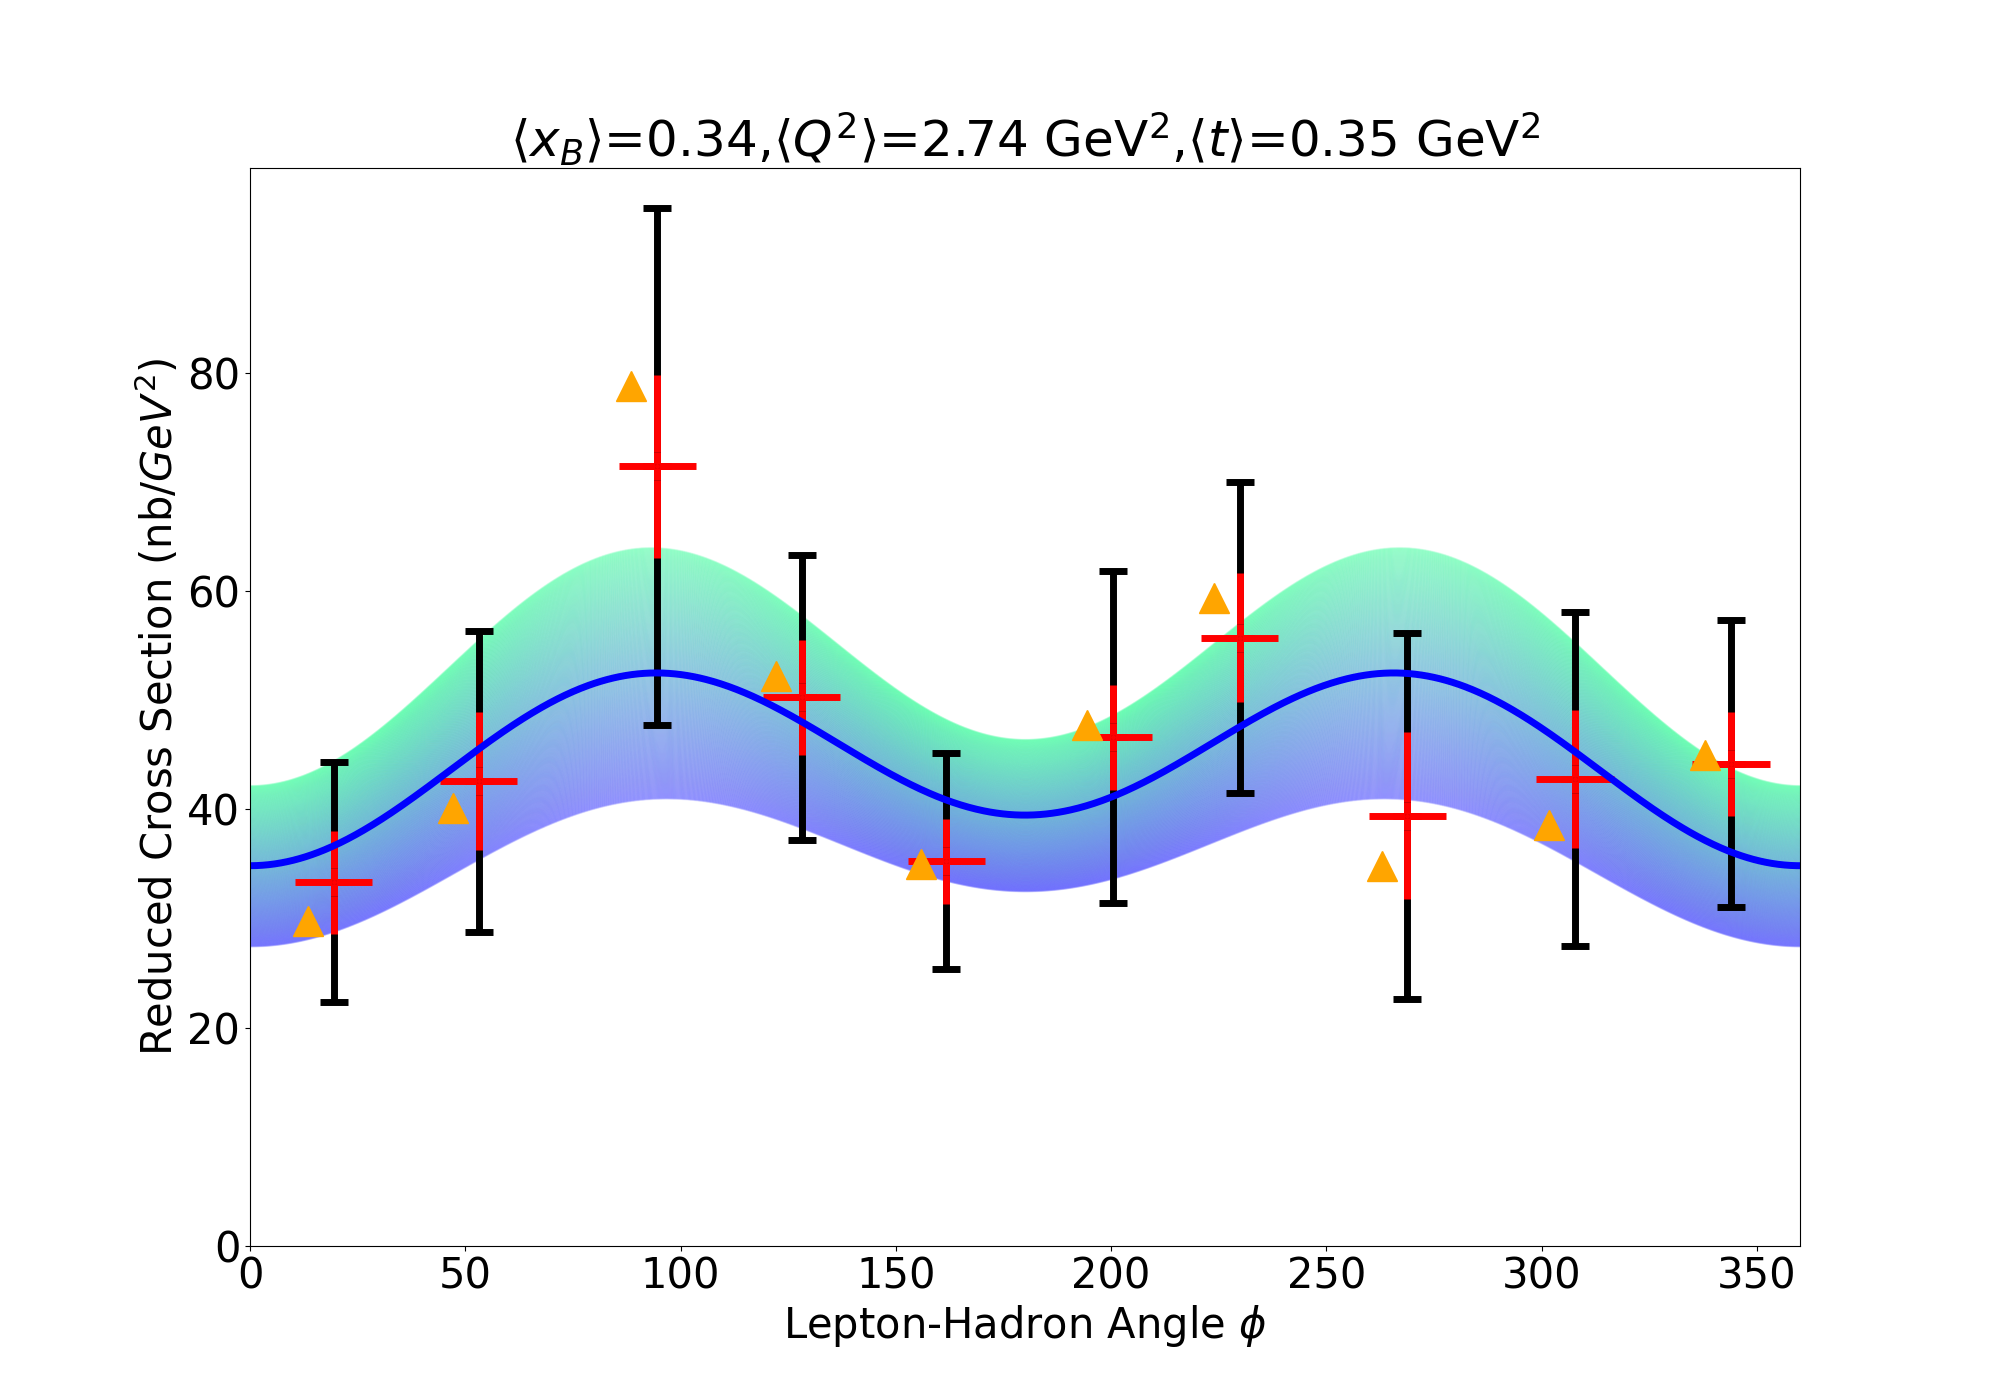 ⟨x_B⟩=0.34,⟨Q²⟩=2.74 GeV²,⟨t⟩=0.35 GeV²
Reduced Cross Section (nb/GeV²)
80
60
40
20
0
0 50 100 150 200 250 300 350
Lepton-Hadron Angle ϕ